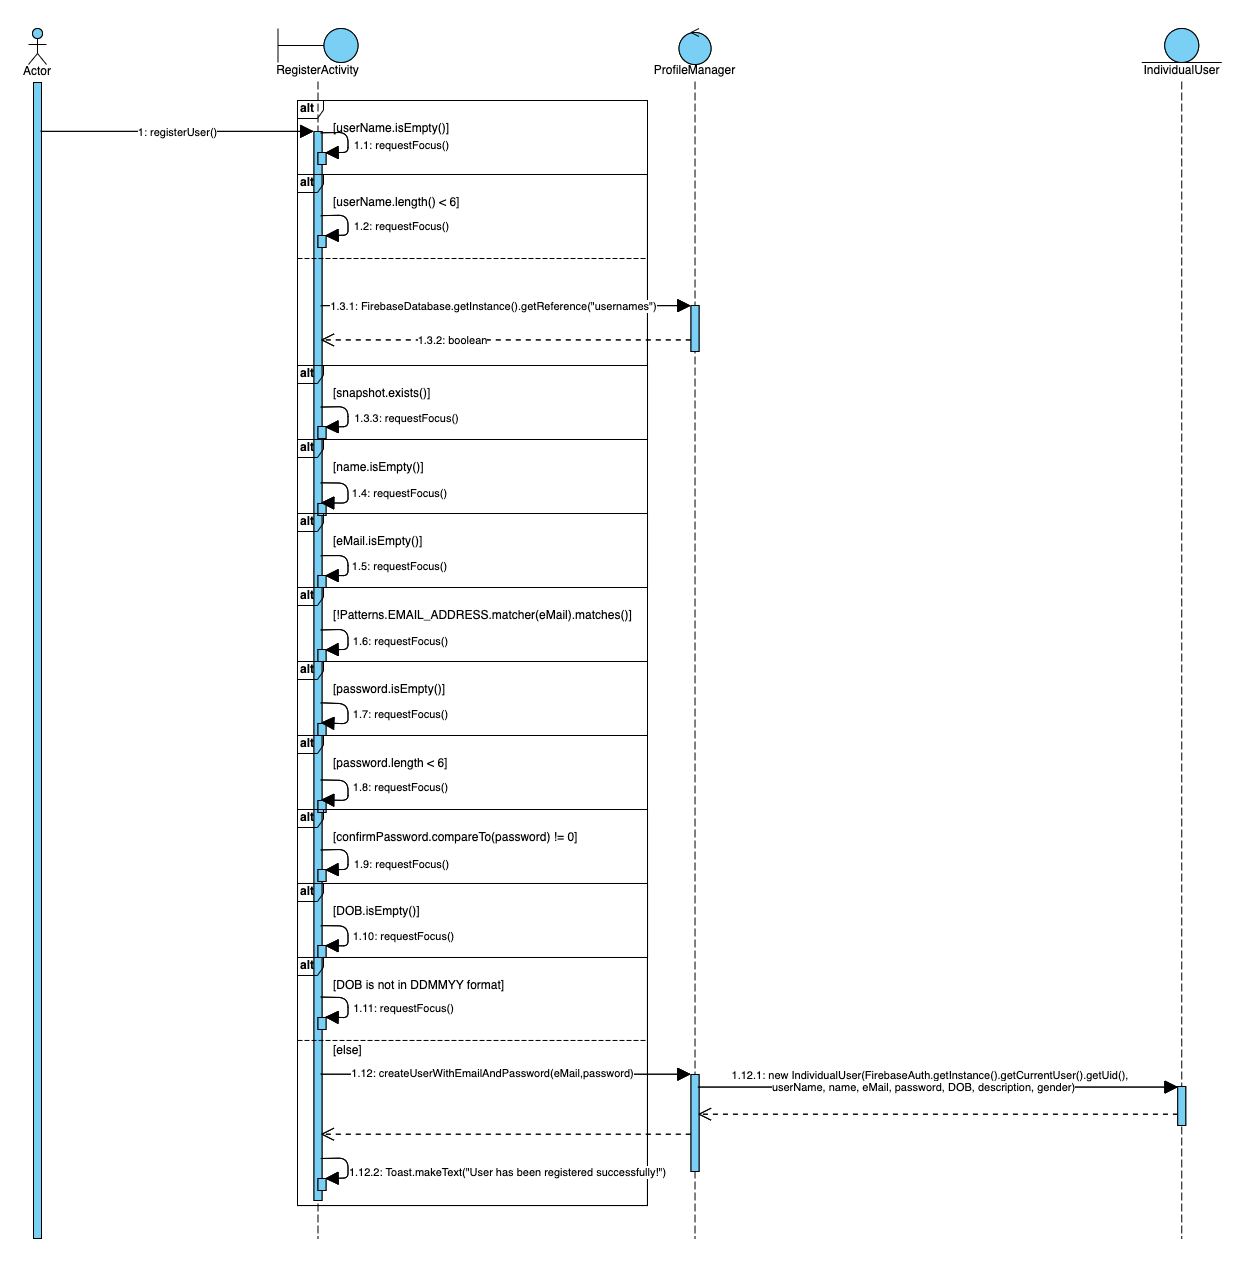 Actor
RegisterActivity
ProfileManager
IndividualUser
alt
[userName.isEmpty()]
1: registerUser()
1.1: requestFocus()
alt
[userName.length() < 6]
1.2: requestFocus()
1.3.1: FirebaseDatabase.getInstance().getReference("usernames")
1.3.2: boolean
alt
[snapshot.exists()]
1.3.3: requestFocus()
alt
[name.isEmpty()]
1.4: requestFocus()
alt
[eMail.isEmpty()]
1.5: requestFocus()
alt
[!Patterns.EMAIL_ADDRESS.matcher(eMail).matches()]
1.6: requestFocus()
alt
[password.isEmpty()]
1.7: requestFocus()
alt
[password.length < 6]
1.8: requestFocus()
alt
[confirmPassword.compareTo(password) != 0]
1.9: requestFocus()
alt
[DOB.isEmpty()]
1.10: requestFocus()
alt
[DOB is not in DDMMYY format]
1.11: requestFocus()
[else]
1.12: createUserWithEmailAndPassword(eMail,password)
1.12.1: new IndividualUser(FirebaseAuth.getInstance().getCurrentUser().getUid(),
userName, name, eMail, password, DOB, description, gender)
1.12.2: Toast.makeText("User has been registered successfully!")